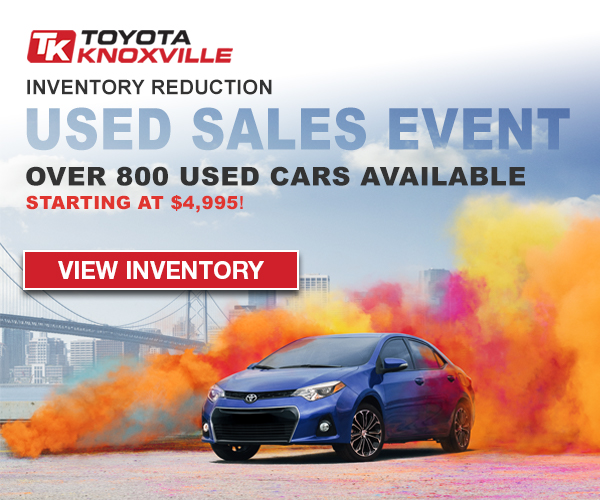 TK TOYOTA
KNOXVILLE
INVENTORY REDUCTION
USED SALES EVENT
OVER 800 USED CARS AVAILABLE
STARTING AT $4,995!
VIEW INVENTORY